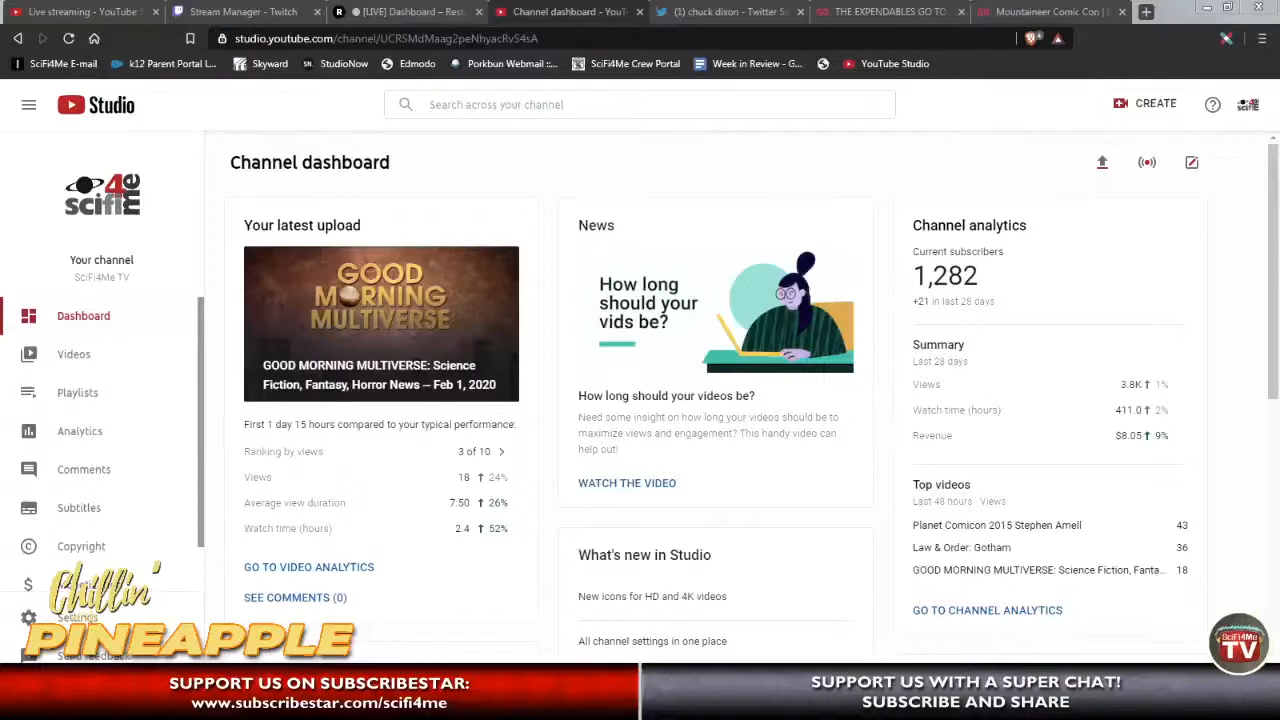 Live streaming - YouTube S
Stream Manager - Twitch
[LIVE] Dashboard – Rest
Channel dashboard - YouT
(1) chuck dixon - Twitter Se
THE EXPENDABLES GO TO
Mountaineer Comic Con | I
studio.youtube.com/channel/UCRSMdMaag2peNhyacRvS4sA
SciFi4Me E-mail
k12 Parent Portal L...
Skyward
StudioNow
Edmodo
Porkbun Webmail ::...
SciFi4Me Crew Portal
Week in Review - G...
YouTube Studio
Studio
Search across your channel
CREATE
scifi4me
Your channel
SciFi4Me TV
Dashboard
Videos
Playlists
Analytics
Comments
Subtitles
Copyright
Settings
Send feedback
Channel dashboard
Your latest upload
GOOD
MORNING
MULTIVERSE
GOOD MORNING MULTIVERSE: Science
Fiction, Fantasy, Horror News -- Feb 1, 2020
First 1 day 15 hours compared to your typical performance:
Ranking by views 3 of 10
Views 18 24%
Average view duration 7:50 26%
Watch time (hours) 2.4 52%
GO TO VIDEO ANALYTICS
SEE COMMENTS (0)
News
How long
should your
vids be?
How long should your videos be?
Need some insight on how long your videos should be to
maximize views and engagement? This handy video can
help out!
WATCH THE VIDEO
What's new in Studio
New icons for HD and 4K videos
All channel settings in one place
Channel analytics
Current subscribers
1,282
+21 in last 28 days
Summary
Last 28 days
Views 3.8K 1%
Watch time (hours) 411.0 2%
Revenue $8.05 9%
Top videos
Last 48 hours · Views
Planet Comicon 2015 Stephen Amell 43
Law & Order: Gotham 36
GOOD MORNING MULTIVERSE: Science Fiction, Fanta... 18
GO TO CHANNEL ANALYTICS
Chillin'
PINEAPPLE
SciFi4Me
TV
SUPPORT US ON SUBSCRIBESTAR:
www.subscribestar.com/scifi4me
SUPPORT US WITH A SUPER CHAT!
SUBSCRIBE AND SHARE